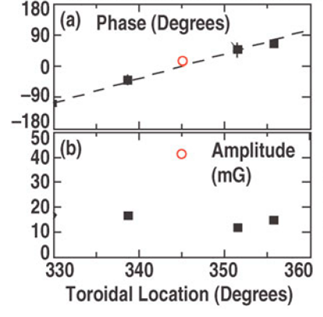 (a) Phase (Degrees)
180
90
0
−90
−180
(b) Amplitude
(mG)
50
40
30
20
10
0
330 340 350 360
Toroidal Location (Degrees)